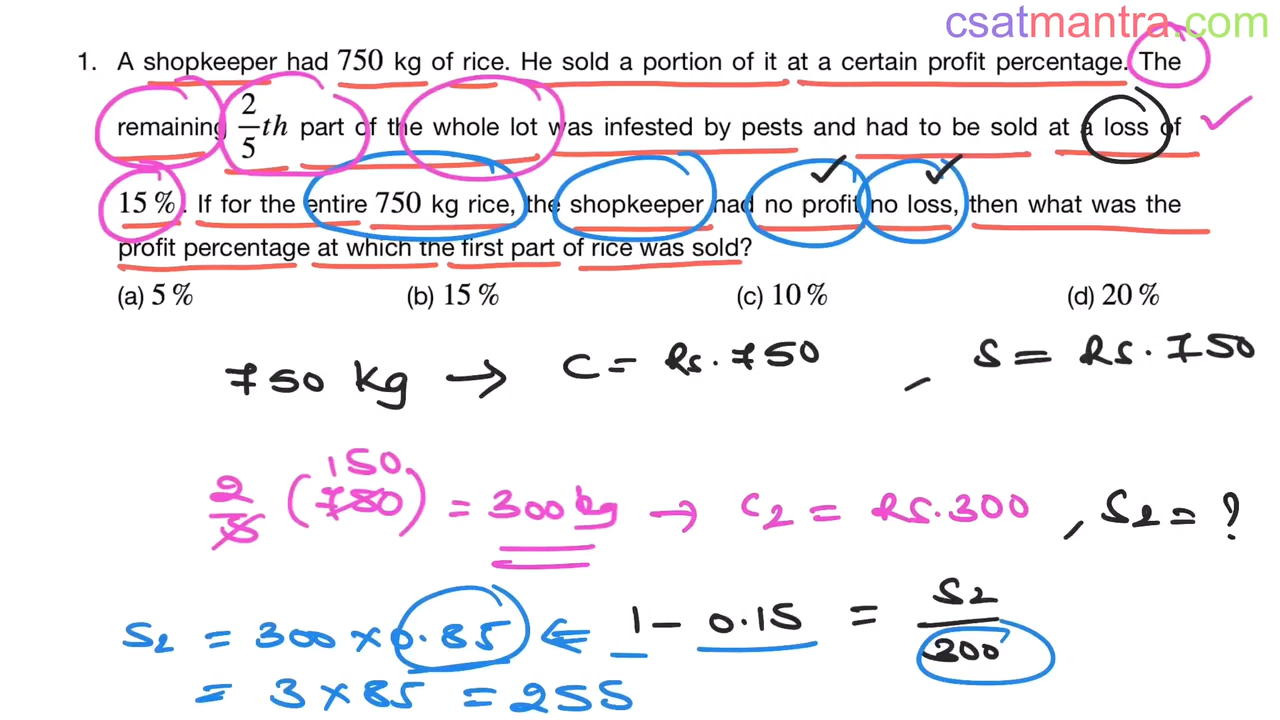 csatmantra.com
1. A shopkeeper had 750 kg of rice. He sold a portion of it at a certain profit percentage. The
remaining 2/5 th part of the whole lot was infested by pests and had to be sold at a loss of
15 %. If for the entire 750 kg rice, the shopkeeper had no profit no loss, then what was the
profit percentage at which the first part of rice was sold?
(a) 5 % (b) 15 % (c) 10 % (d) 20 %
750 kg → C = Rs. 750 , S = Rs. 750
150
2/5 (750) = 300 kg → C2 = Rs. 300 , S2 = ?
S2 = 300 × 0.85 ⇐ 1 − 0.15 = S2/300
= 3 × 85 = 255